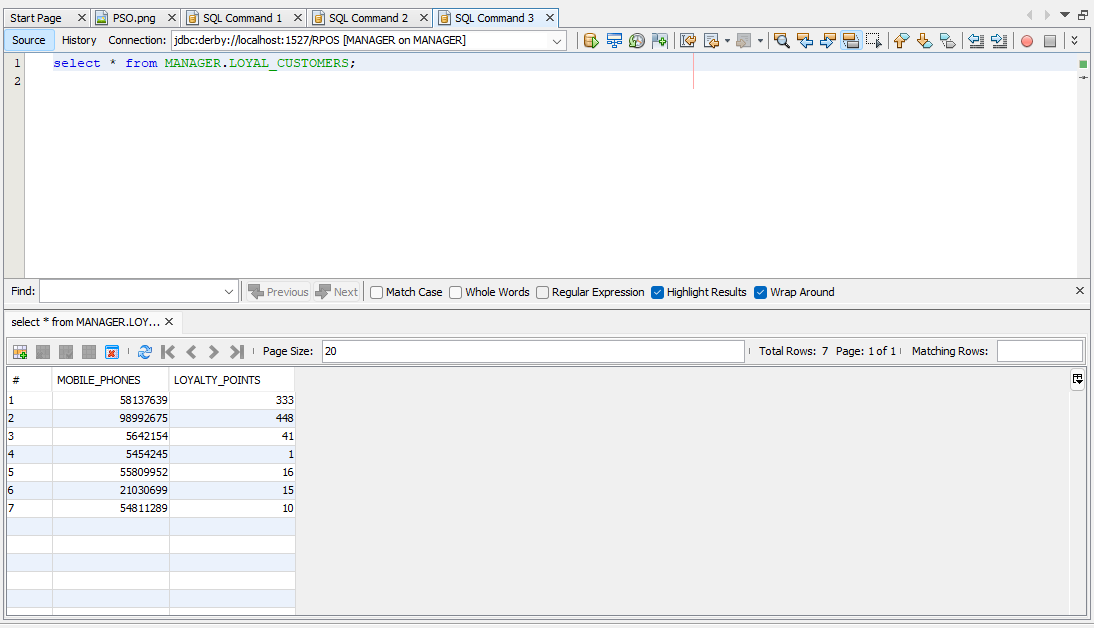 Start Page PSO.png SQL Command 1 SQL Command 2 SQL Command 3
Source History Connection: jdbc:derby://localhost:1527/RPOS [MANAGER on MANAGER]
1 select * from MANAGER.LOYAL_CUSTOMERS;
2
Find: Previous Next Match Case Whole Words Regular Expression Highlight Results Wrap Around
select * from MANAGER.LOY...
Page Size: 20 Total Rows: 7 Page: 1 of 1 Matching Rows:
# MOBILE_PHONES LOYALTY_POINTS
1 58137639 333
2 98992675 448
3 5642154 41
4 5454245 1
5 55809952 16
6 21030699 15
7 54811289 10